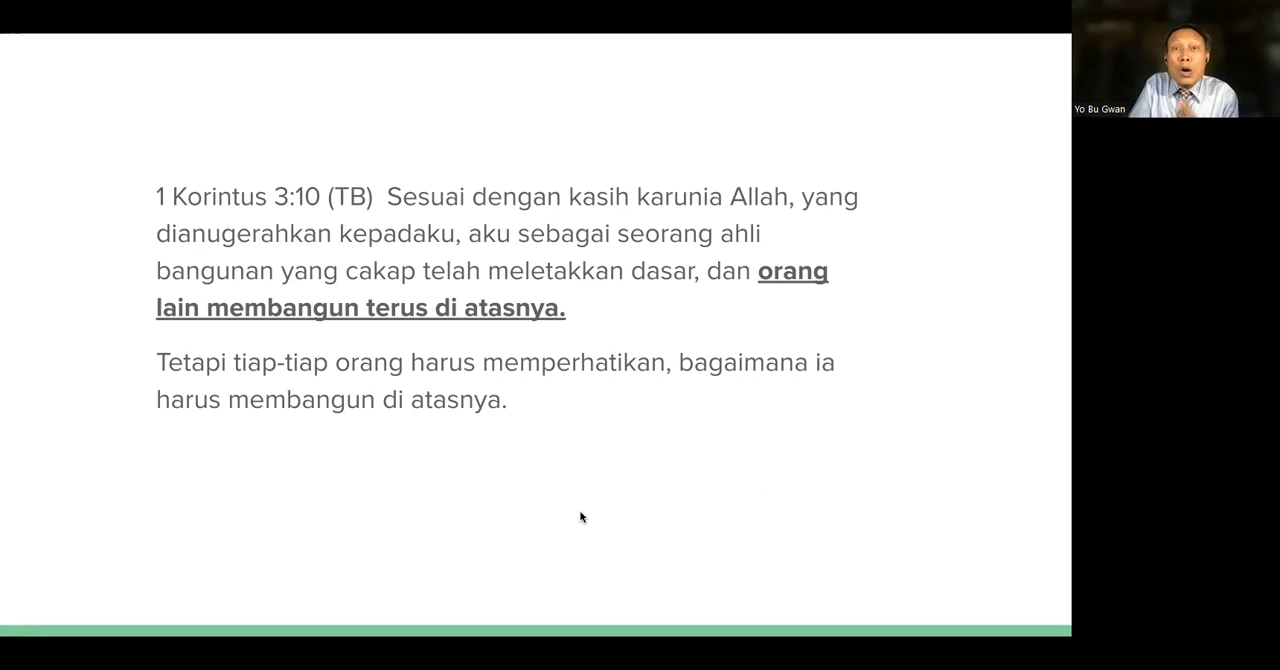 1 Korintus 3:10 (TB)  Sesuai dengan kasih karunia Allah, yang
dianugerahkan kepadaku, aku sebagai seorang ahli
bangunan yang cakap telah meletakkan dasar, dan orang
lain membangun terus di atasnya.
Tetapi tiap-tiap orang harus memperhatikan, bagaimana ia
harus membangun di atasnya.
Yo Bu Gwan